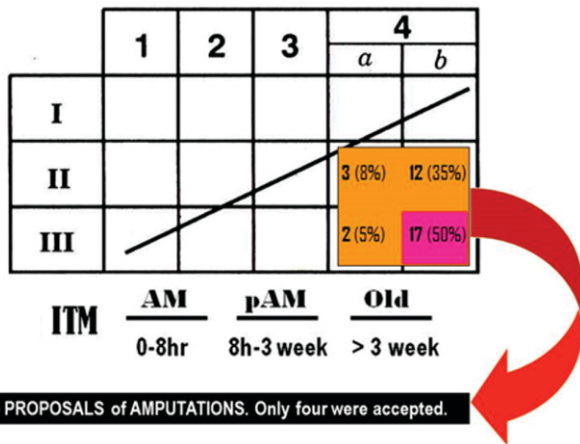 1 2 3 4
a b
I
II 3 (8%) 12 (35%)
III 2 (5%) 17 (50%)
ITM AM pAM Old
0-8hr 8h-3 week > 3 week
PROPOSALS of AMPUTATIONS. Only four were accepted.